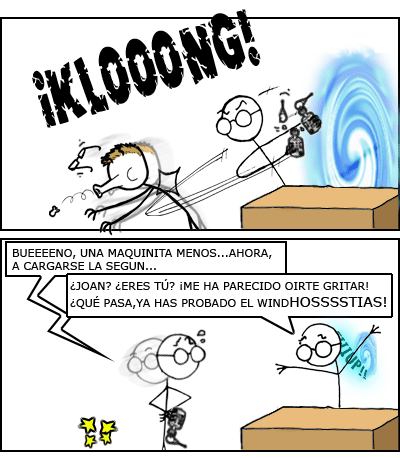 ¡KLOOONG!
BUEEEENO, UNA MAQUINITA MENOS...AHORA,
A CARGARSE LA SEGUN...
¿JOAN? ¿ERES TÚ? ¡ME HA PARECIDO OIRTE GRITAR!
¿QUÉ PASA,YA HAS PROBADO EL WINDHOSSSSTIAS!